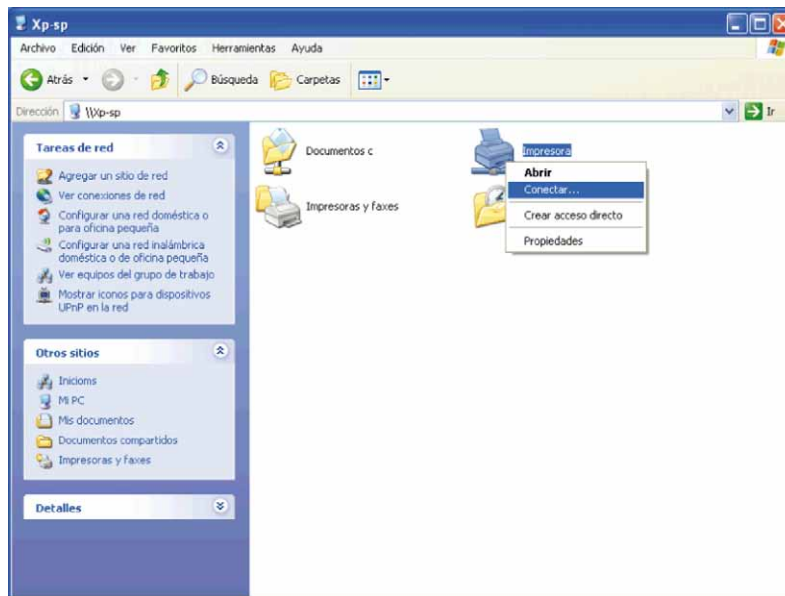 Xp-sp
Archivo Edición Ver Favoritos Herramientas Ayuda
Atrás Búsqueda Carpetas
Dirección \\Xp-sp Ir
Tareas de red
Agregar un sitio de red
Ver conexiones de red
Configurar una red doméstica o
para oficina pequeña
Configurar una red inalámbrica
doméstica o de oficina pequeña
Ver equipos del grupo de trabajo
Mostrar iconos para dispositivos
UPnP en la red
Otros sitios
Inicioms
Mi PC
Mis documentos
Documentos compartidos
Impresoras y faxes
Detalles
Documentos c
Impresora
Impresoras y faxes
Abrir
Conectar...
Crear acceso directo
Propiedades